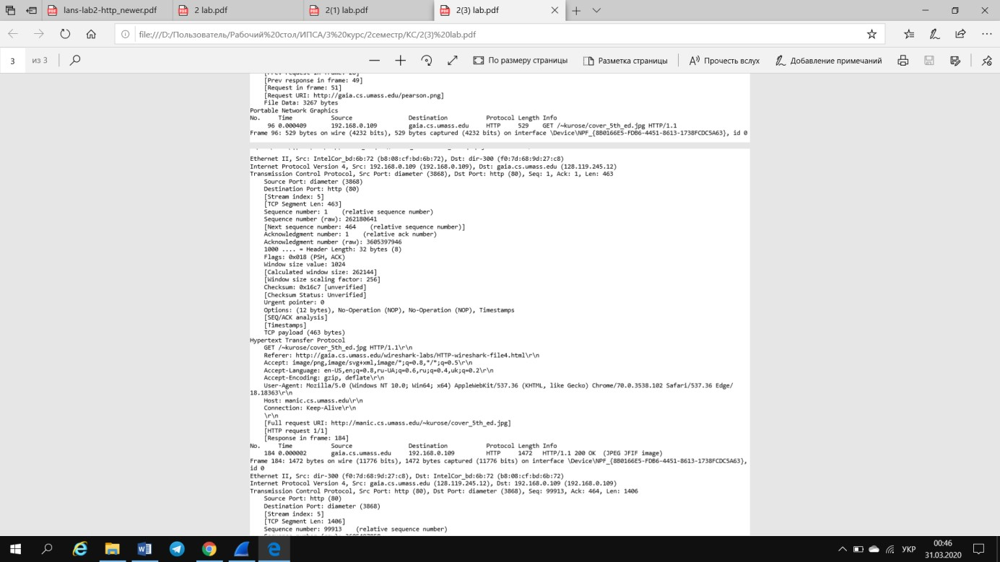 lans-lab2-http_newer.pdf
2 lab.pdf
2(1) lab.pdf
2(3) lab.pdf
file:///D:/Пользователь/Рабочий%20стол/ИПСА/3%20курс/2семестр/КС/2(3)%20lab.pdf
3 из 3
По размеру страницы
Разметка страницы
Прочесть вслух
Добавление примечаний
[Prev response in frame: 49]
[Request in frame: 51]
[Request URI: http://gaia.cs.umass.edu/pearson.png]
File Data: 3267 bytes
Portable Network Graphics
No. Time Source Destination Protocol Length Info
96 0.000409 192.168.0.109 gaia.cs.umass.edu HTTP 529 GET /~kurose/cover_5th_ed.jpg HTTP/1.1
Frame 96: 529 bytes on wire (4232 bits), 529 bytes captured (4232 bits) on interface \Device\NPF_{8B0166E5-FDB6-4451-8613-1738FCDC5A63}, id 0
Ethernet II, Src: IntelCor_bd:6b:72 (b8:08:cf:bd:6b:72), Dst: dir-300 (f0:7d:68:9d:27:c8)
Internet Protocol Version 4, Src: 192.168.0.109 (192.168.0.109), Dst: gaia.cs.umass.edu (128.119.245.12)
Transmission Control Protocol, Src Port: diameter (3868), Dst Port: http (80), Seq: 1, Ack: 1, Len: 463
Source Port: diameter (3868)
Destination Port: http (80)
[Stream index: 5]
[TCP Segment Len: 463]
Sequence number: 1 (relative sequence number)
Sequence number (raw): 262180641
[Next sequence number: 464 (relative sequence number)]
Acknowledgment number: 1 (relative ack number)
Acknowledgment number (raw): 3605397946
1000 .... = Header Length: 32 bytes (8)
Flags: 0x018 (PSH, ACK)
Window size value: 1024
[Calculated window size: 262144]
[Window size scaling factor: 256]
Checksum: 0x16c7 [unverified]
[Checksum Status: Unverified]
Urgent pointer: 0
Options: (12 bytes), No-Operation (NOP), No-Operation (NOP), Timestamps
[SEQ/ACK analysis]
[Timestamps]
TCP payload (463 bytes)
Hypertext Transfer Protocol
GET /~kurose/cover_5th_ed.jpg HTTP/1.1\r\n
Referer: http://gaia.cs.umass.edu/wireshark-labs/HTTP-wireshark-file4.html\r\n
Accept: image/png,image/svg+xml,image/*;q=0.8,*/*;q=0.5\r\n
Accept-Language: en-US,en;q=0.8,ru-UA;q=0.6,ru;q=0.4,uk;q=0.2\r\n
Accept-Encoding: gzip, deflate\r\n
User-Agent: Mozilla/5.0 (Windows NT 10.0; Win64; x64) AppleWebKit/537.36 (KHTML, like Gecko) Chrome/70.0.3538.102 Safari/537.36 Edge/
18.18363\r\n
Host: manic.cs.umass.edu\r\n
Connection: Keep-Alive\r\n
\r\n
[Full request URI: http://manic.cs.umass.edu/~kurose/cover_5th_ed.jpg]
[HTTP request 1/1]
[Response in frame: 184]
No. Time Source Destination Protocol Length Info
184 0.000002 gaia.cs.umass.edu 192.168.0.109 HTTP 1472 HTTP/1.1 200 OK (JPEG JFIF image)
Frame 184: 1472 bytes on wire (11776 bits), 1472 bytes captured (11776 bits) on interface \Device\NPF_{8B0166E5-FDB6-4451-8613-1738FCDC5A63},
id 0
Ethernet II, Src: dir-300 (f0:7d:68:9d:27:c8), Dst: IntelCor_bd:6b:72 (b8:08:cf:bd:6b:72)
Internet Protocol Version 4, Src: gaia.cs.umass.edu (128.119.245.12), Dst: 192.168.0.109 (192.168.0.109)
Transmission Control Protocol, Src Port: http (80), Dst Port: diameter (3868), Seq: 99913, Ack: 464, Len: 1406
Source Port: http (80)
Destination Port: diameter (3868)
[Stream index: 5]
[TCP Segment Len: 1406]
Sequence number: 99913 (relative sequence number)
УКР
00:46
31.03.2020